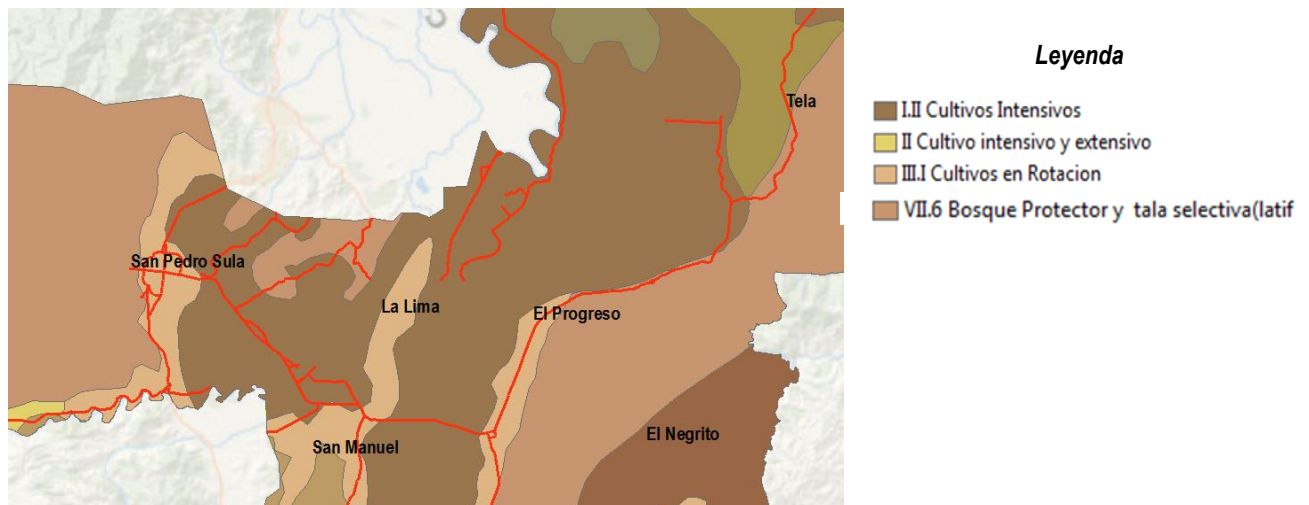 Leyenda
I.II Cultivos Intensivos
II Cultivo intensivo y extensivo
III.I Cultivos en Rotacion
VII.6 Bosque Protector y tala selectiva(latif
Tela
San Pedro Sula
La Lima
El Progreso
San Manuel
El Negrito